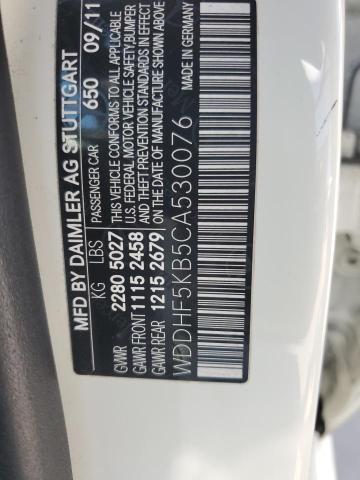 MFD BY DAIMLER AG STUTTGART
KG LBS PASSENGER CAR 650 09/11
GVWR 2280 5027 THIS VEHICLE CONFORMS TO ALL APPLICABLE
U.S. FEDERAL MOTOR VEHICLE SAFETY, BUMPER
GAWR FRONT 1115 2458 AND THEFT PREVENTION STANDARDS IN EFFECT
GAWR REAR 1215 2679 ON THE DATE OF MANUFACTURE SHOWN ABOVE
MADE IN GERMANY
WDDHF5KB5CA530076